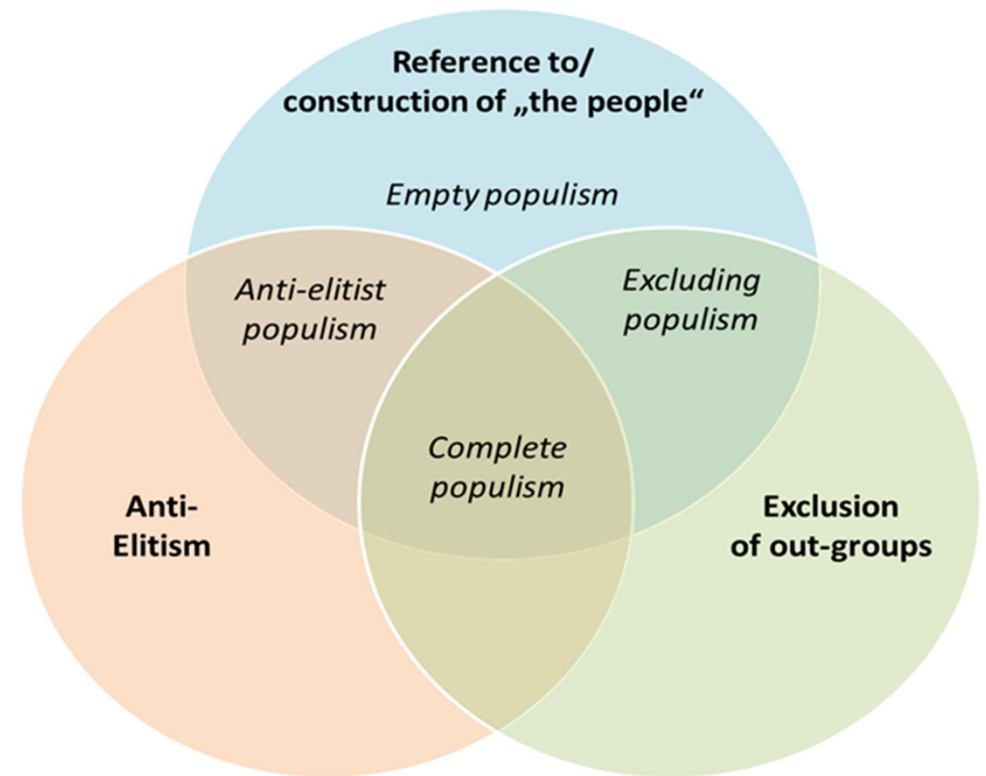 Reference to/
construction of „the people“
Empty populism
Anti-elitist
populism
Excluding
populism
Complete
populism
Anti-
Elitism
Exclusion
of out-groups